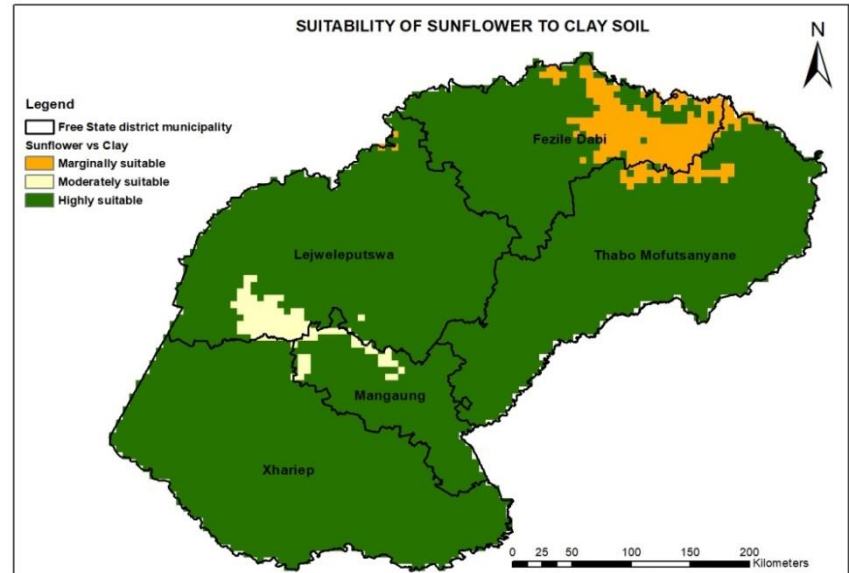 SUITABILITY OF SUNFLOWER TO CLAY SOIL
N
Legend
Free State district municipality
Sunflower vs Clay
Marginally suitable
Moderately suitable
Highly suitable
Fezile Dabi
Lejweleputswa
Thabo Mofutsanyane
Mangaung
Xhariep
0 25 50 100 150 200
Kilometers